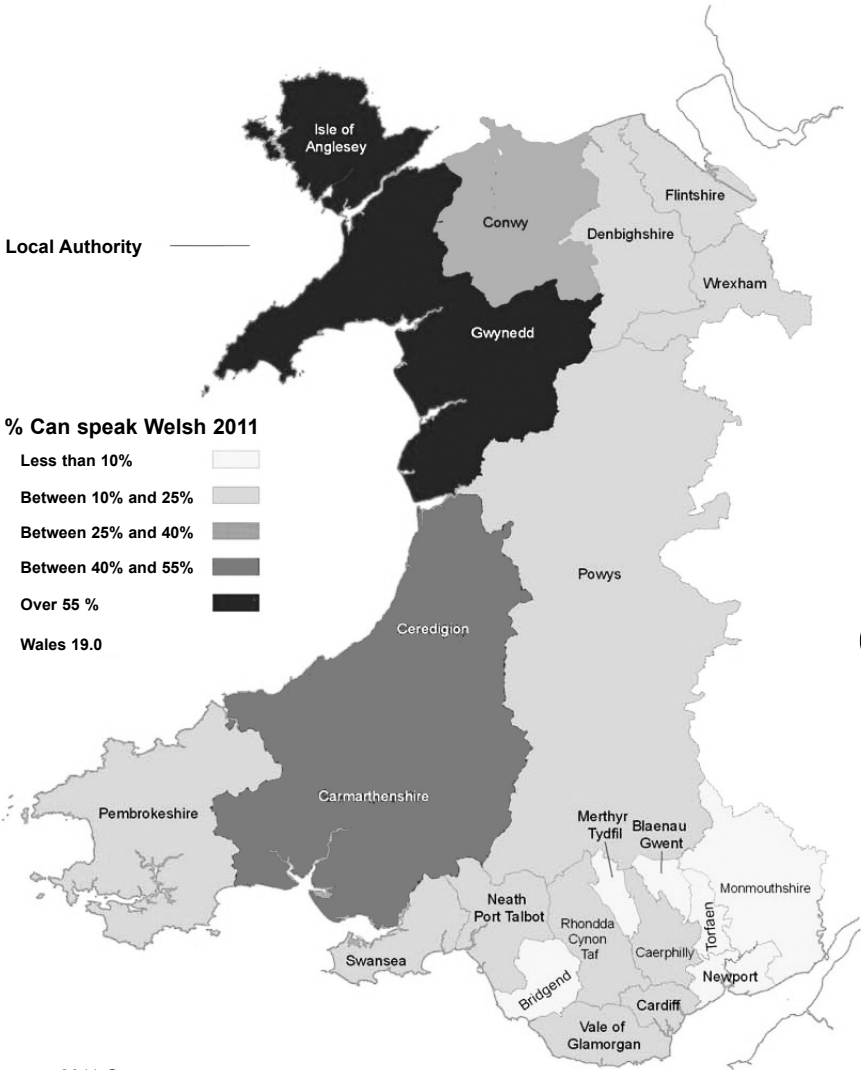 Isle of
Anglesey
Flintshire
Conwy
Denbighshire
Local Authority
Wrexham
Gwynedd
% Can speak Welsh 2011
Less than 10%
Between 10% and 25%
Between 25% and 40%
Between 40% and 55%
Over 55 %
Wales 19.0
Powys
Ceredigion
Carmarthenshire
Pembrokeshire
Merthyr
Tydfil
Blaenau
Gwent
Monmouthshire
Neath
Port Talbot
Rhondda
Cynon
Taf
Torfaen
Caerphilly
Swansea
Bridgend
Newport
Cardiff
Vale of
Glamorgan